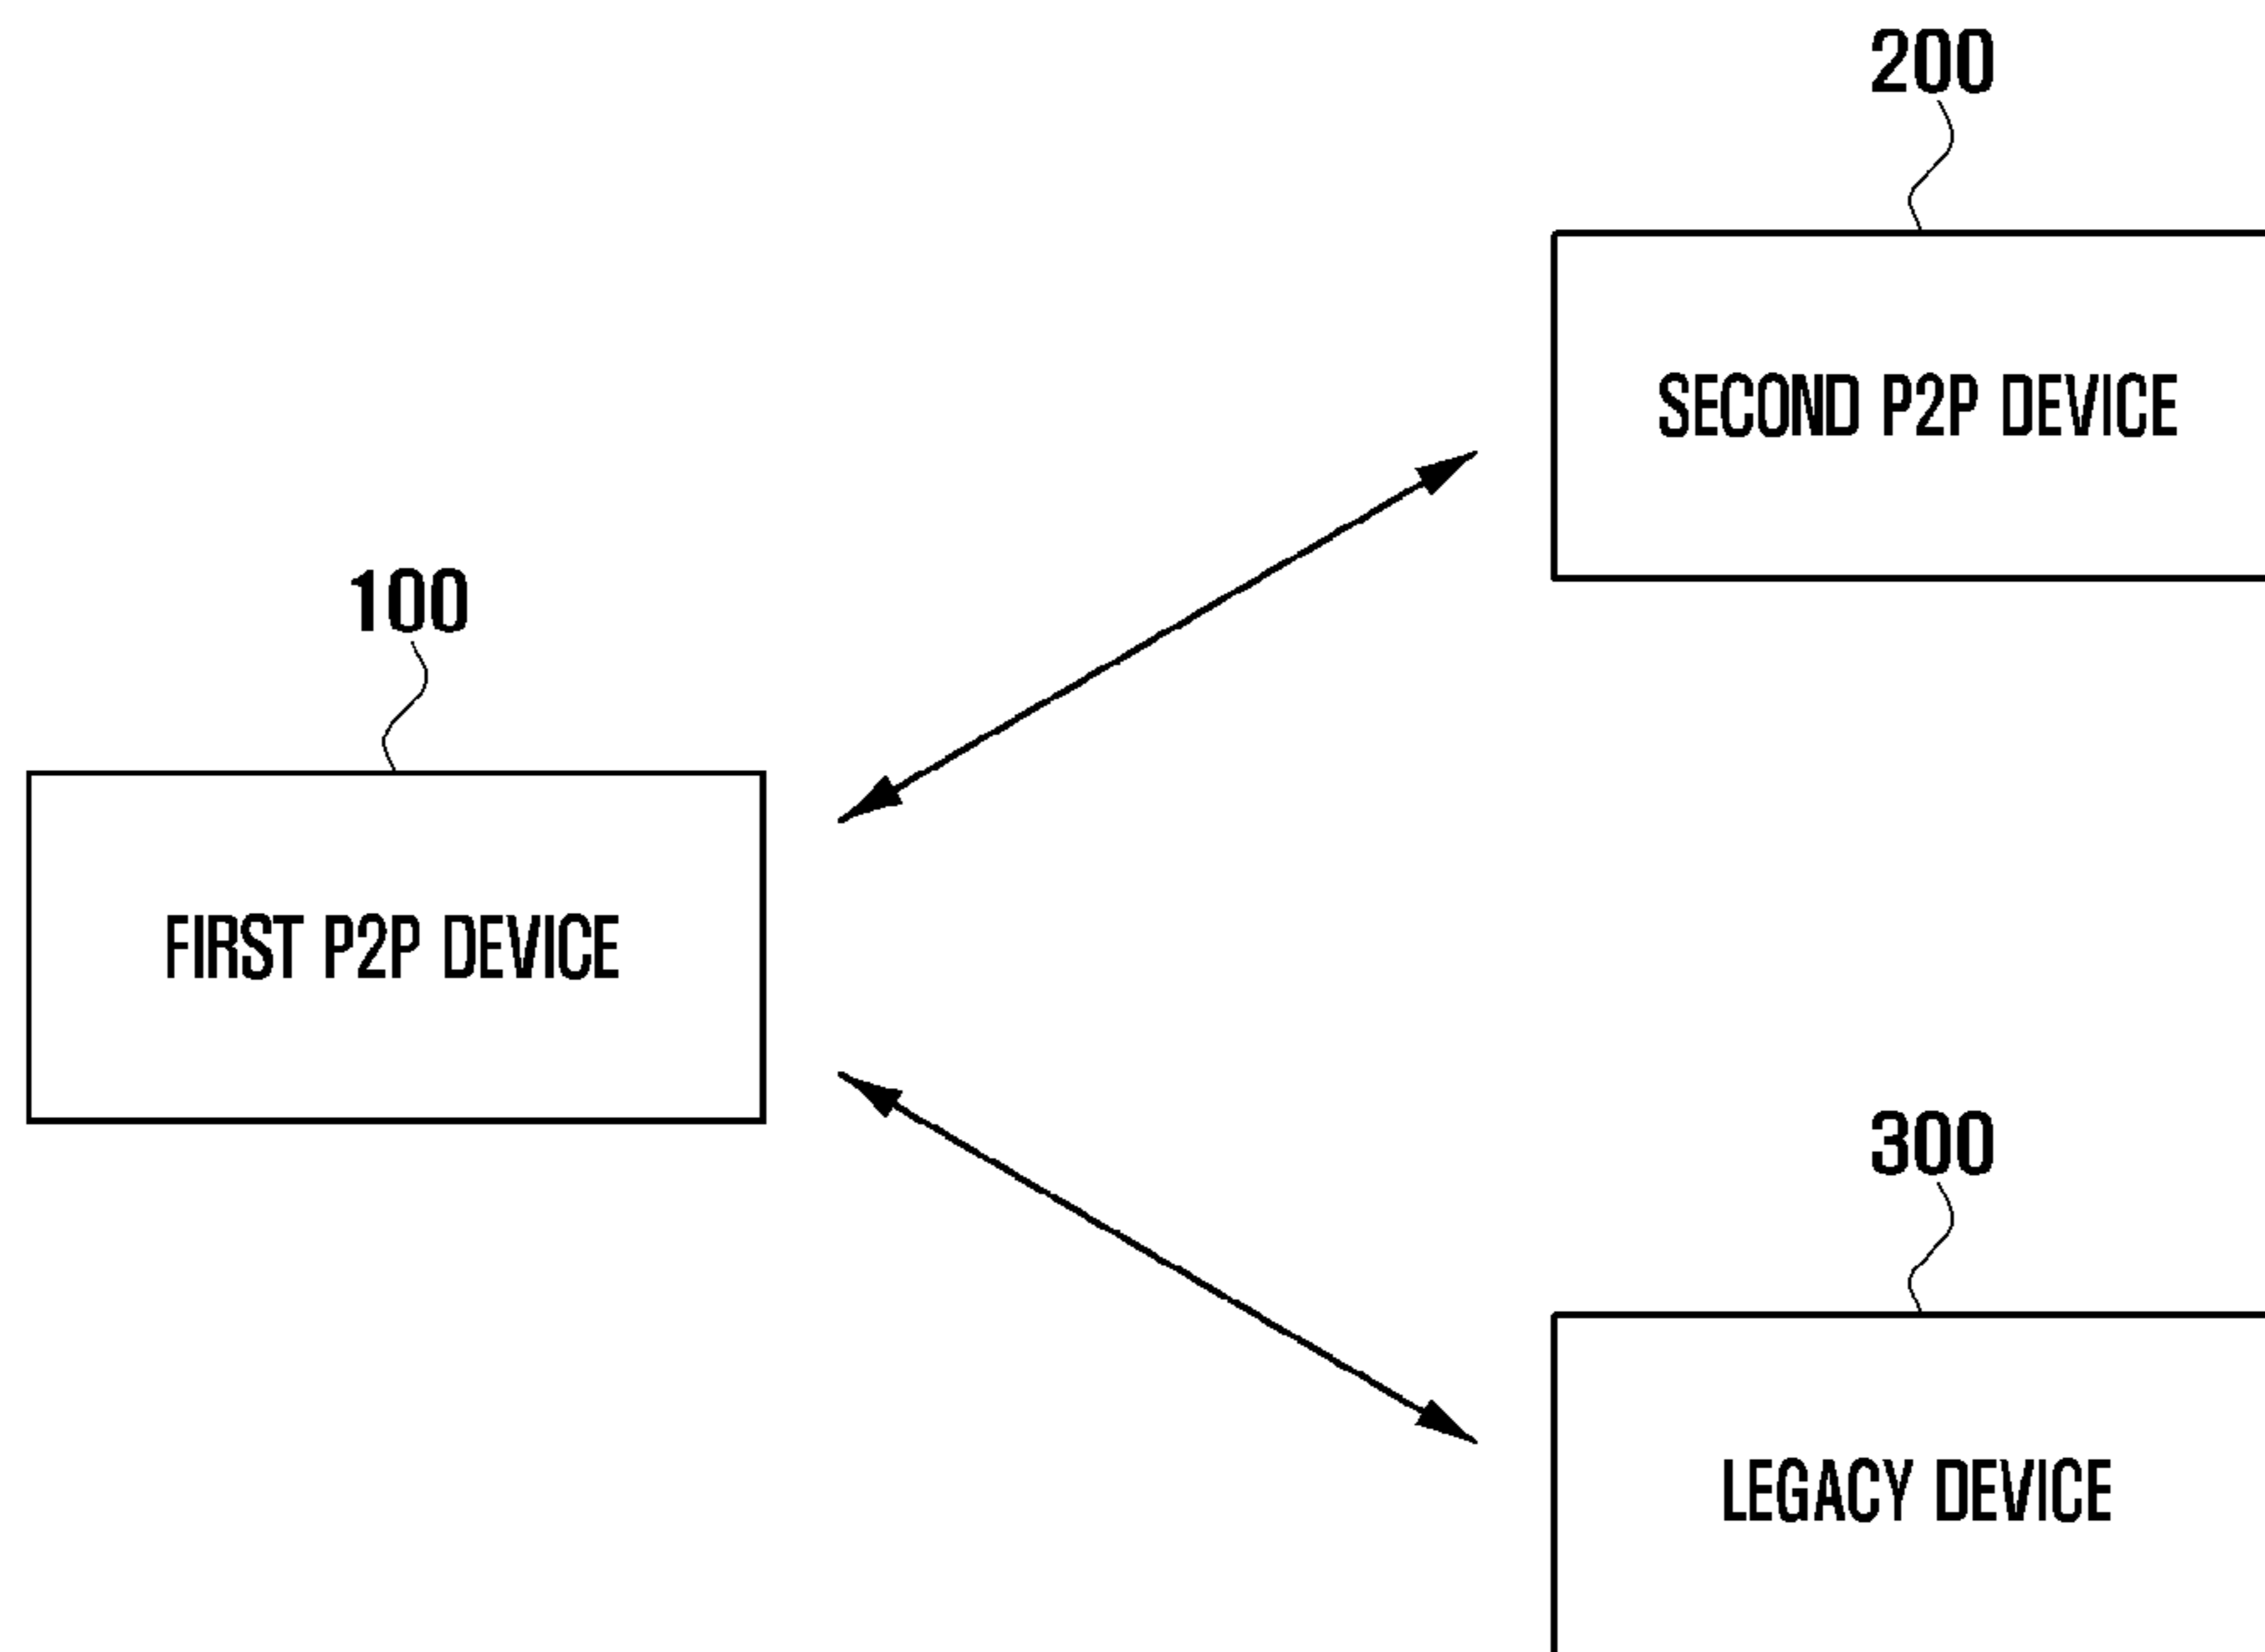 200
SECOND P2P DEVICE
100
FIRST P2P DEVICE
300
LEGACY DEVICE